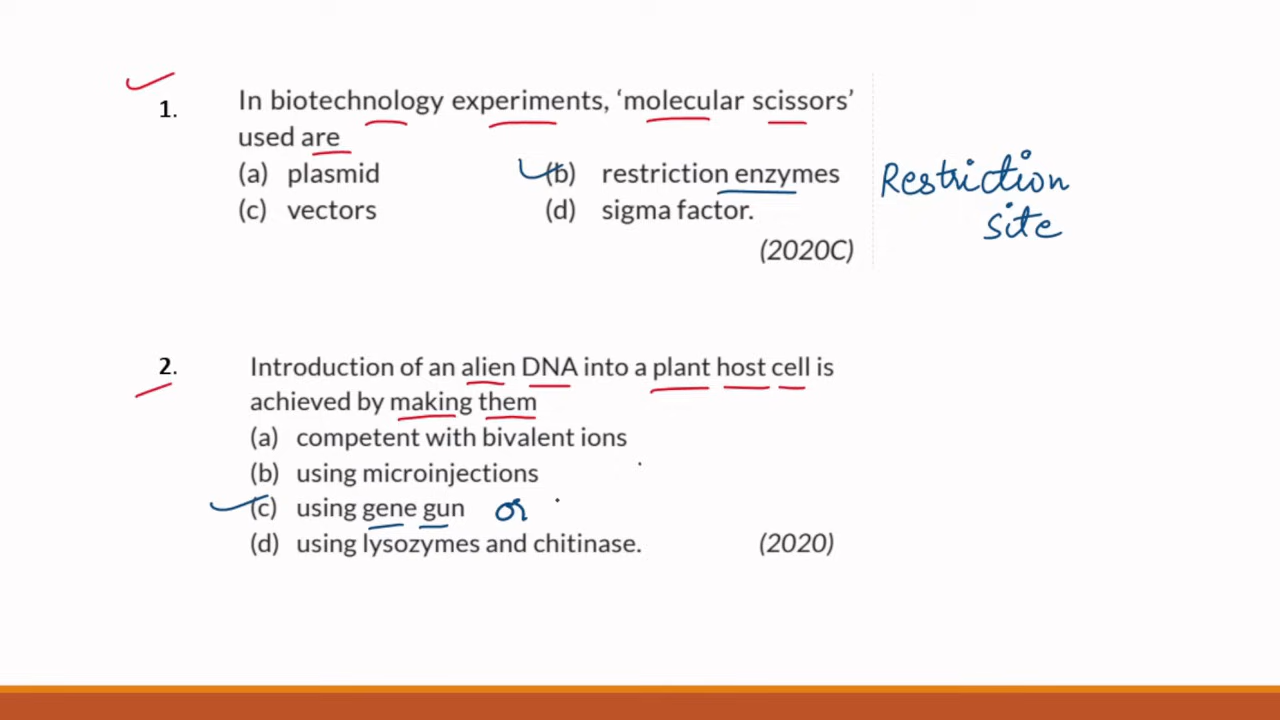 1. In biotechnology experiments, ‘molecular scissors’
used are
(a) plasmid (b) restriction enzymes
(c) vectors (d) sigma factor.
(2020C)
Restriction
site
2. Introduction of an alien DNA into a plant host cell is
achieved by making them
(a) competent with bivalent ions
(b) using microinjections
(c) using gene gun or
(d) using lysozymes and chitinase. (2020)